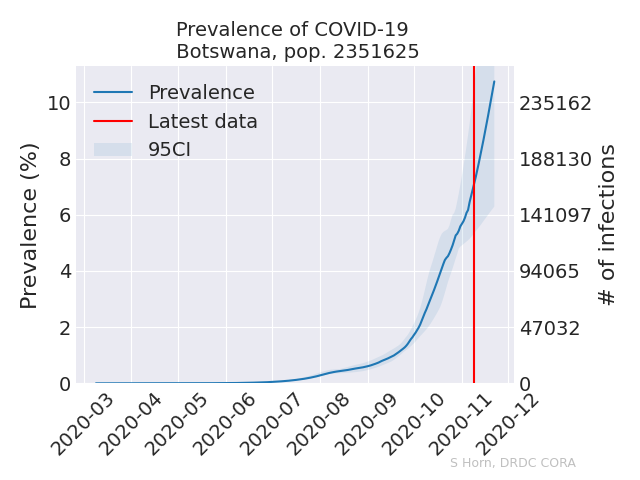 Prevalence of COVID-19
Botswana, pop. 2351625
Prevalence
Latest data
95CI
Prevalence (%)
10
8
6
4
2
0
235162
188130
141097
94065
47032
0
# of infections
2020-03
2020-04
2020-05
2020-06
2020-07
2020-08
2020-09
2020-10
2020-11
2020-12
S Horn, DRDC CORA